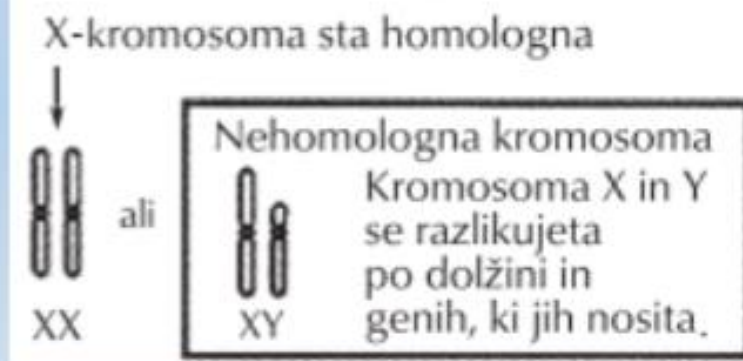 X-kromosoma sta homologna
XX
ali
Nehomologna kromosoma
XY
Kromosoma X in Y
se razlikujeta
po dolžini in
genih, ki jih nosita.